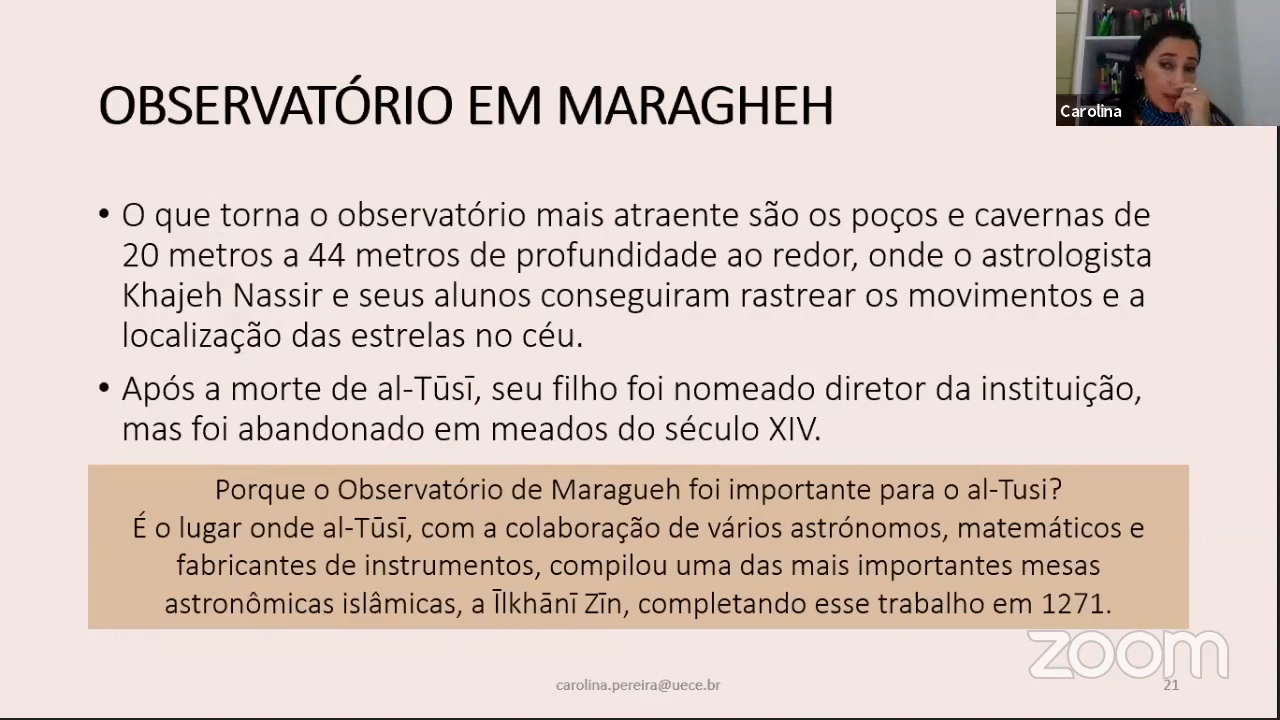 OBSERVATÓRIO EM MARAGHEH
Carolina
• O que torna o observatório mais atraente são os poços e cavernas de
20 metros a 44 metros de profundidade ao redor, onde o astrologista
Khajeh Nassir e seus alunos conseguiram rastrear os movimentos e a
localização das estrelas no céu.
• Após a morte de al-Tūsī, seu filho foi nomeado diretor da instituição,
mas foi abandonado em meados do século XIV.
Porque o Observatório de Maragueh foi importante para o al-Tusi?
É o lugar onde al-Tūsī, com a colaboração de vários astrónomos, matemáticos e
fabricantes de instrumentos, compilou uma das mais importantes mesas
astronômicas islâmicas, a Īlkhānī Zīn, completando esse trabalho em 1271.
zoom
carolina.pereira@uece.br
21